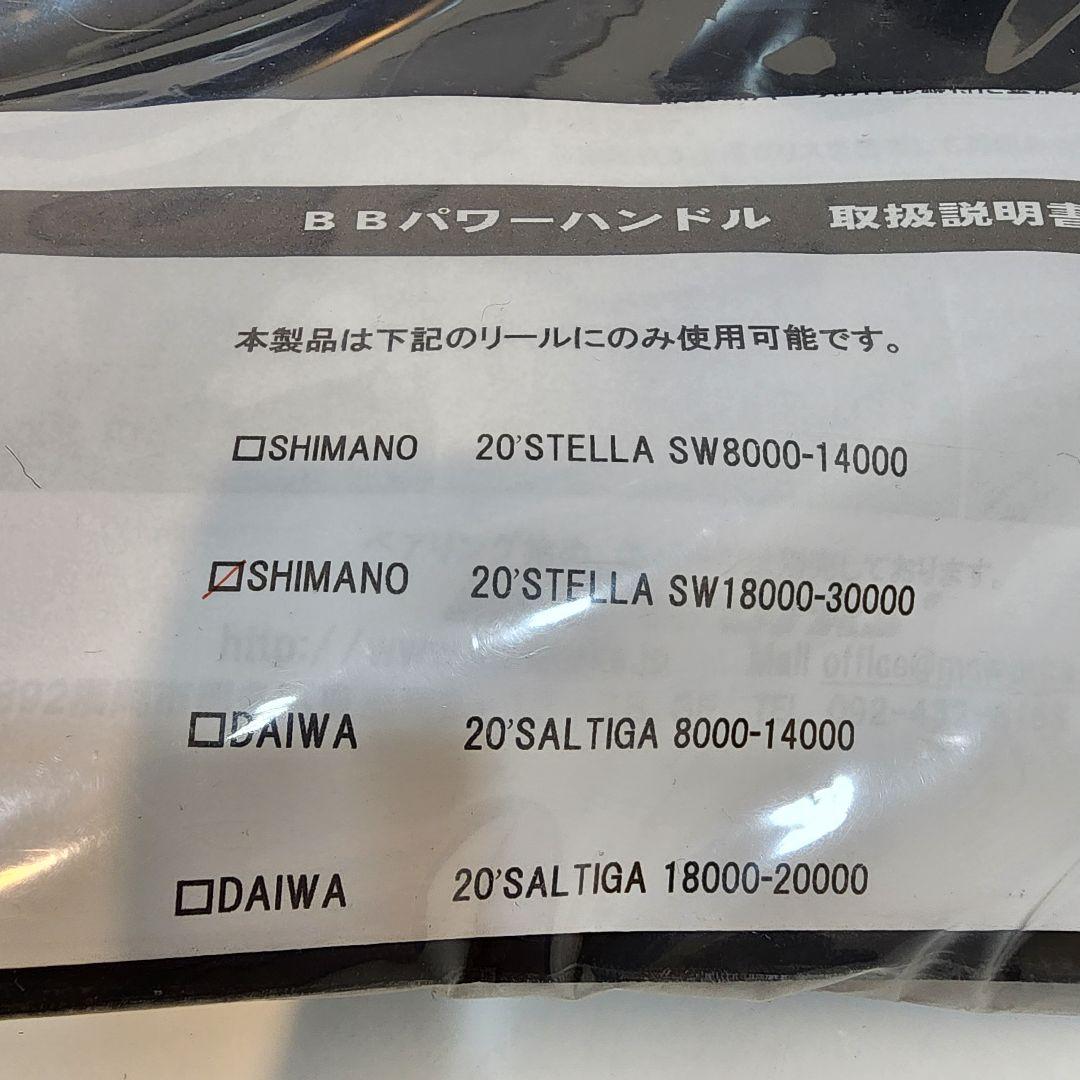 BBパワーハンドル 取扱説明書
本製品は下記のリールにのみ使用可能です。
□SHIMANO 20'STELLA SW8000-14000
☑SHIMANO 20'STELLA SW18000-30000
□DAIWA 20'SALTIGA 8000-14000
□DAIWA 20'SALTIGA 18000-20000